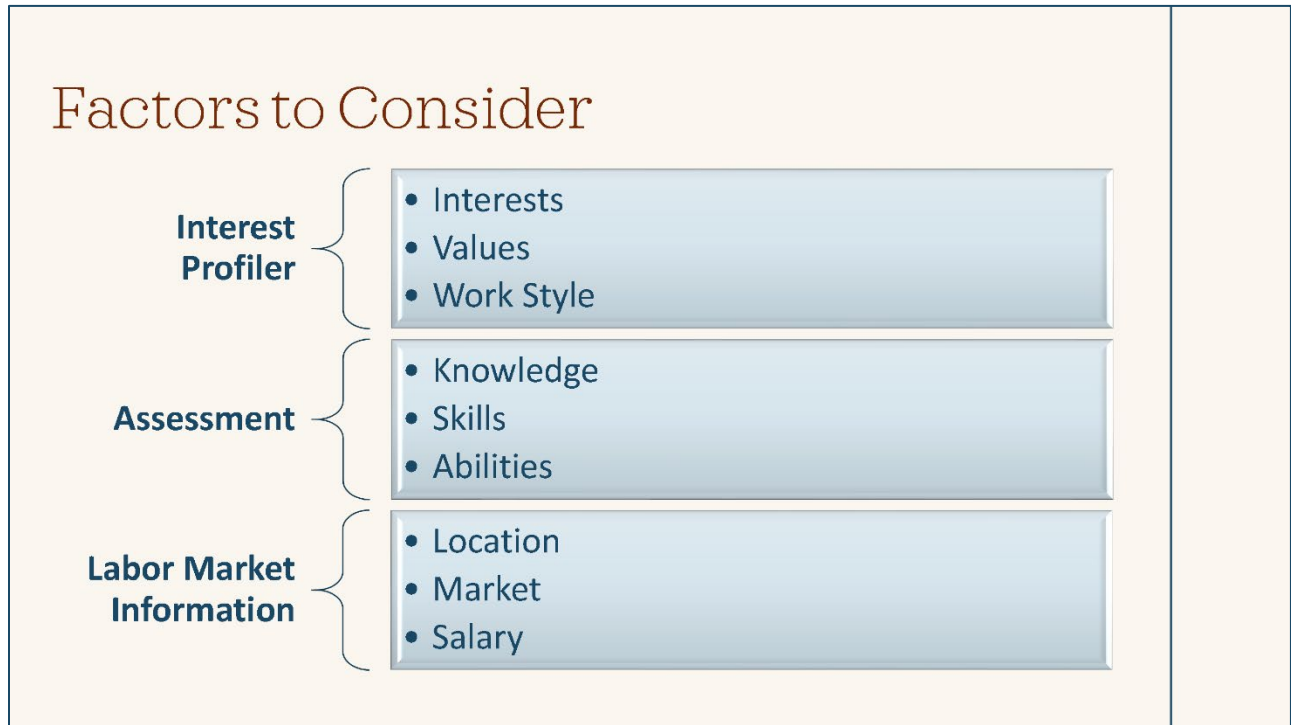 Factors to Consider
Interest
Profiler
• Interests
• Values
• Work Style
Assessment
• Knowledge
• Skills
• Abilities
Labor Market
Information
• Location
• Market
• Salary